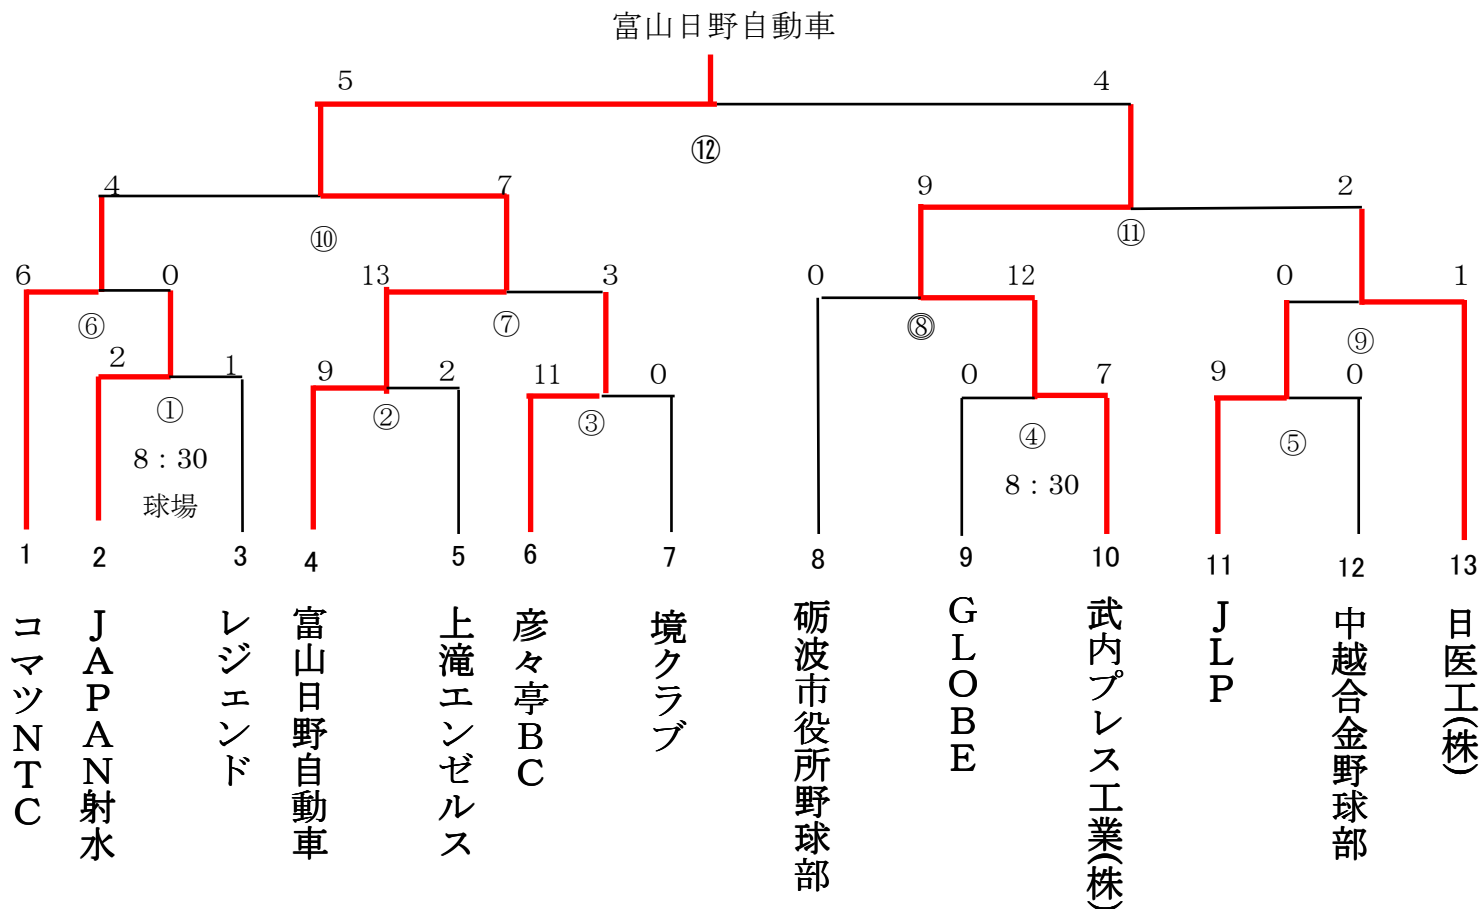 富山日野自動車
5 4
⑫
4 7 9 2
⑩ ⑪
6 0 13 3 0 12 0 1
⑥ ⑦ ⑧ ⑨
2 1 9 2 11 0 0 7 9 0
① ② ③ ④ ⑤
8：30 8：30
球場
1 2 3 4 5 6 7 8 9 10 11 12 13
コマツNTC
JAPAN射水
レジェンド
富山日野自動車
上滝エンゼルス
彦々亭BC
境クラブ
砺波市役所野球部
GLOBE
武内プレス工業(株)
JLP
中越合金野球部
日医工(株)